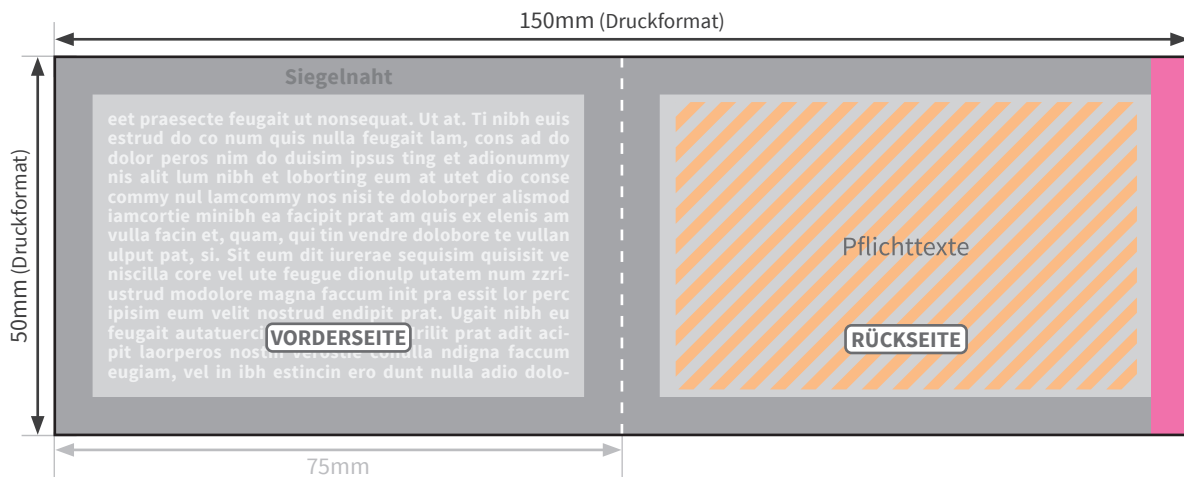 150mm (Druckformat)
50mm (Druckformat)
Siegelnaht
eet praesecte feugait ut nonsequat. Ut at. Ti nibh euis
estrud do co num quis nulla feugait lam, cons ad do
dolor peros nim do duisim ipsus ting et adionummy
nis alit lum nibh et loborting eum at utet dio conse
commy nul lamcommy nos nisi te doloborper alismod
iamcortie minibh ea facipit prat am quis ex elenis am
vulla facin et, quam, qui tin vendre dolobore te vullan
ulput pat, si. Sit eum dit iurerae sequisim quisisit ve
niscilla core vel ute feugue dionulp utatem num zzri-
ustrud modolore magna faccum init pra essit lor perc
ipisim eum velit nostrud endipit prat. Ugait nibh eu
feugait autatuerci rilit prat adit aci-
pit laorperos nostin verostie conulla ndigna faccum
eugiam, vel in ibh estincin ero dunt nulla adio dolo-
VORDERSEITE
Pflichttexte
RÜCKSEITE
75mm